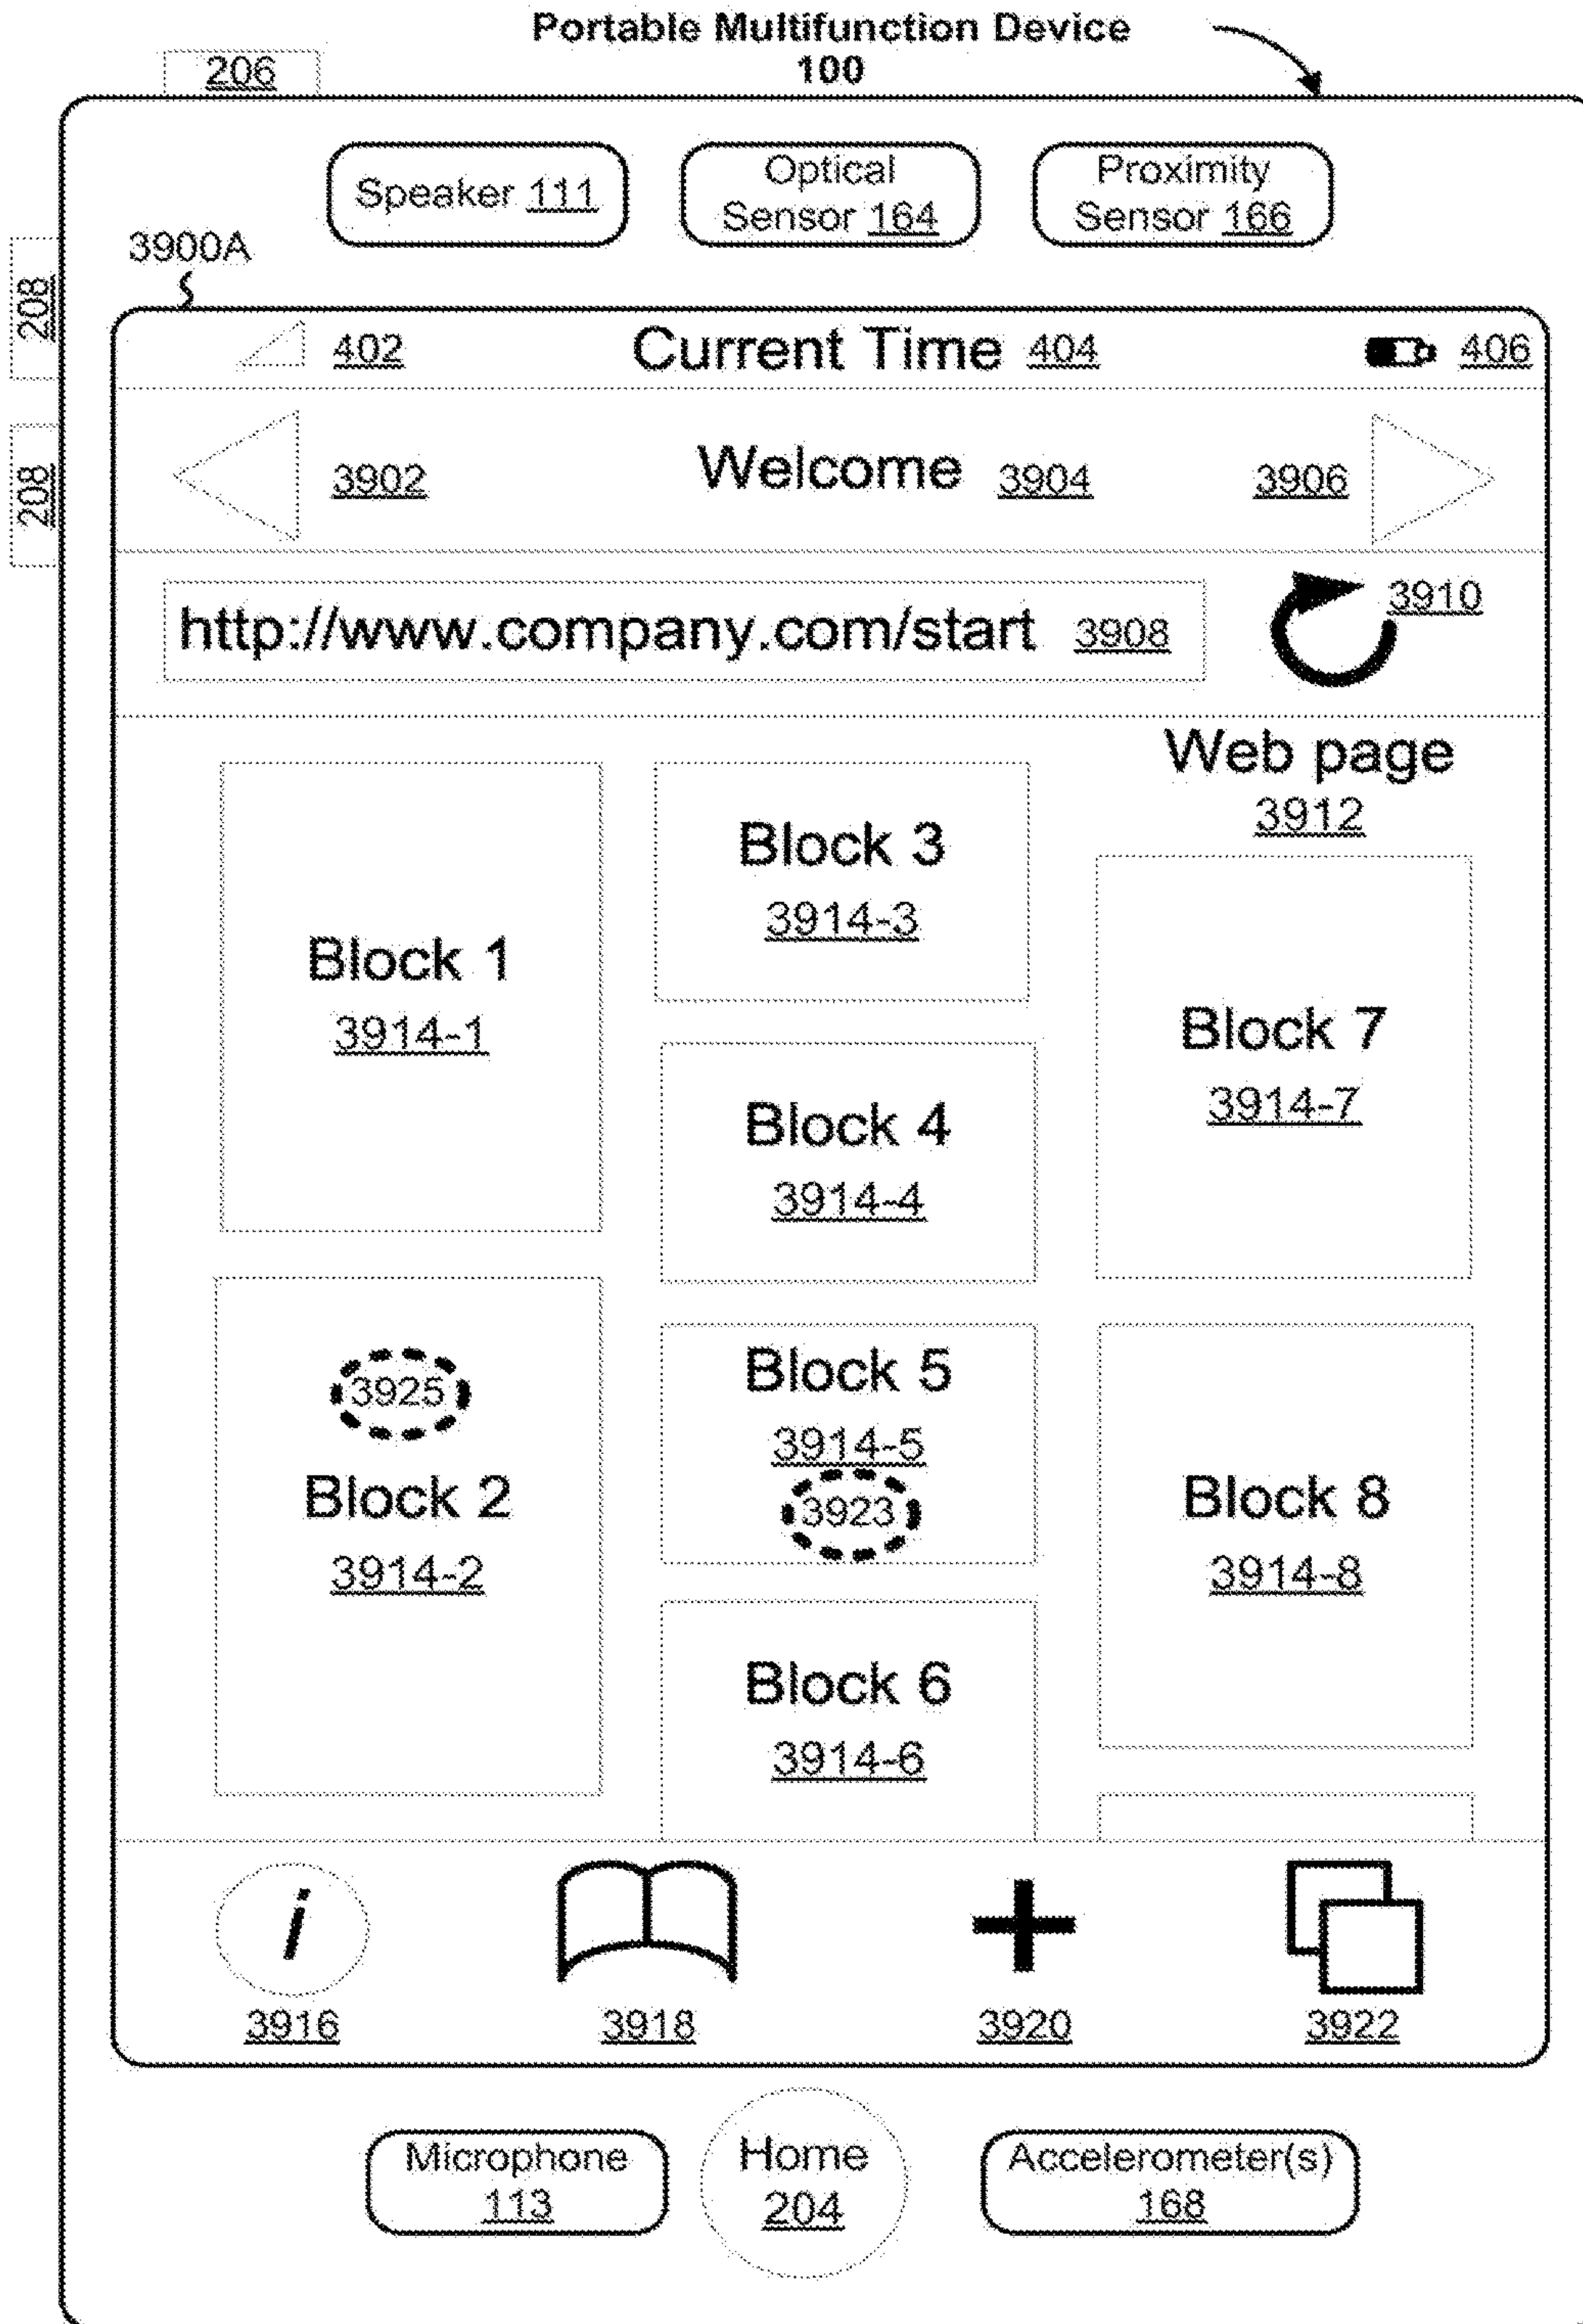 Portable Multifunction Device
100
206
Speaker 111
Optical
Sensor 164
Proximity
Sensor 166
3900A
208
208
402
Current Time 404
406
3902
Welcome 3904
3906
http://www.company.com/start 3908
3910
Web page
3912
Block 1
3914-1
Block 2
3914-2
3925
Block 3
3914-3
Block 4
3914-4
Block 5
3914-5
3923
Block 6
3914-6
Block 7
3914-7
Block 8
3914-8
i
3916
3918
3920
3922
Microphone
113
Home
204
Accelerometer(s)
168